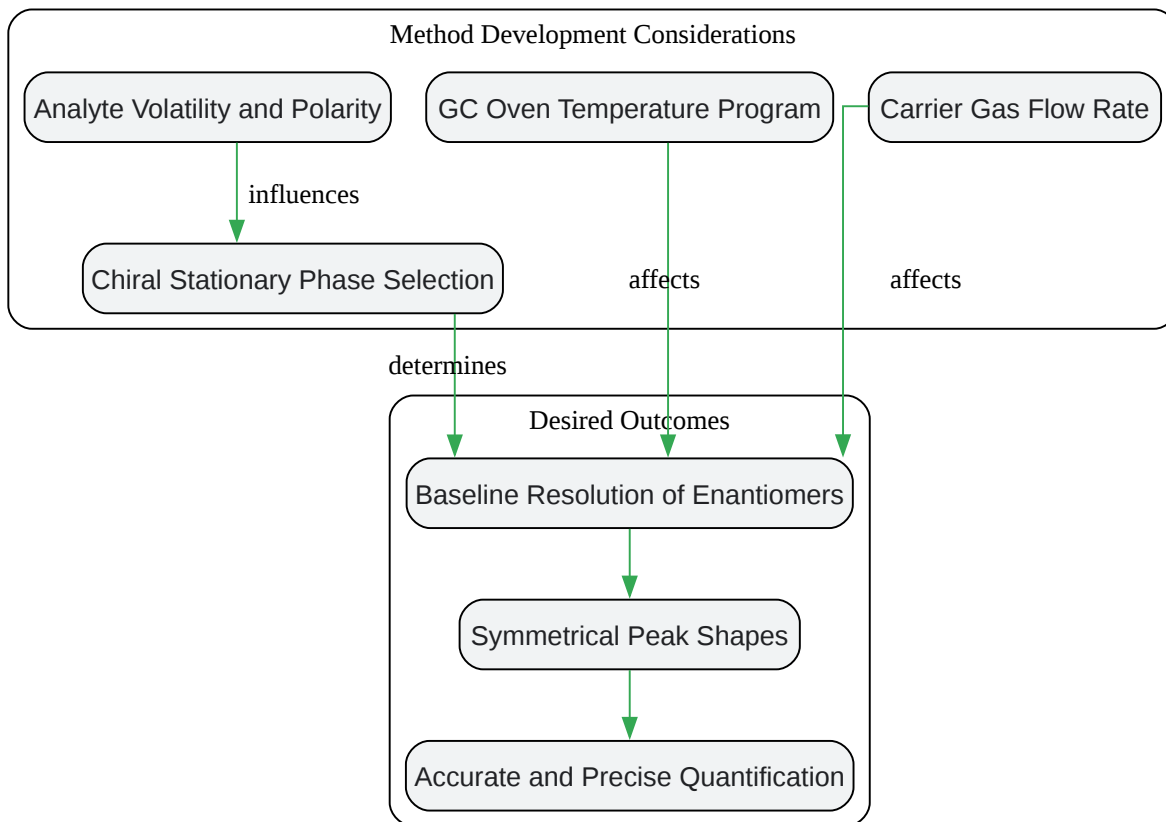 Method Development Considerations
Analyte Volatility and Polarity
GC Oven Temperature Program
Carrier Gas Flow Rate
influences
Chiral Stationary Phase Selection
affects
affects
determines
Desired Outcomes
Baseline Resolution of Enantiomers
Symmetrical Peak Shapes
Accurate and Precise Quantification